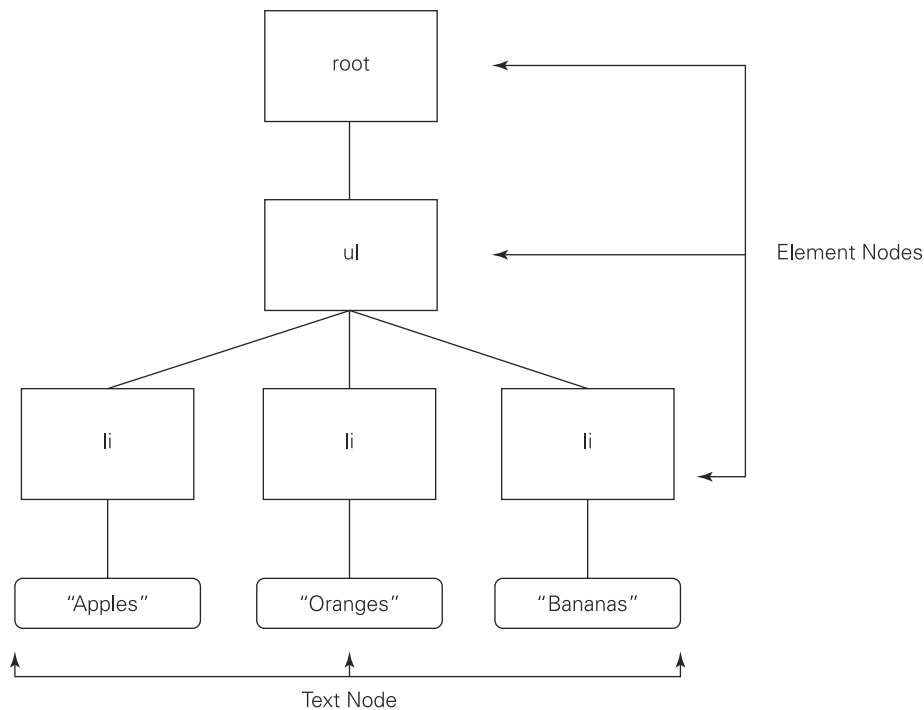 root
ul
Element Nodes
li
li
li
“Apples”
“Oranges”
“Bananas”
Text Node